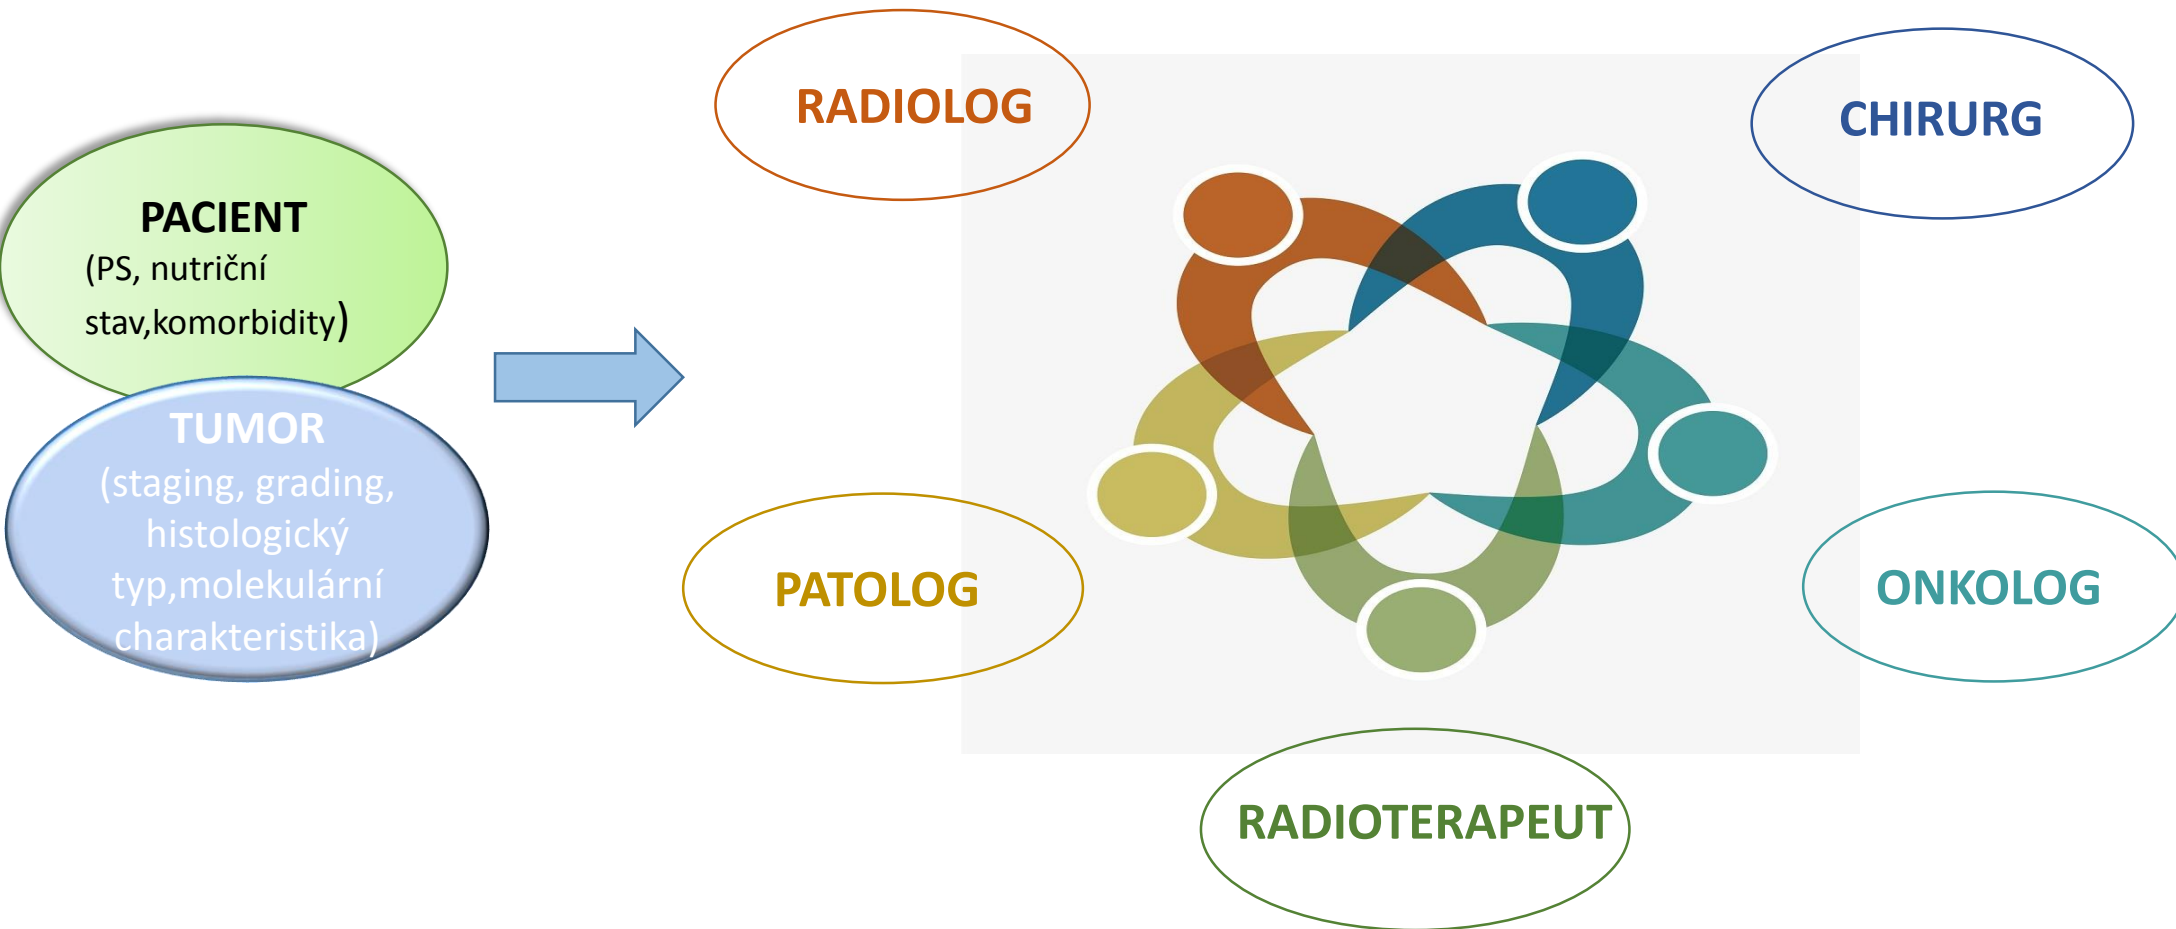 PACIENT
(PS, nutriční
stav,komorbidity)
TUMOR
(staging, grading,
histologický
typ,molekulární
charakteristika)
RADIOLOG
CHIRURG
PATOLOG
ONKOLOG
RADIOTERAPEUT